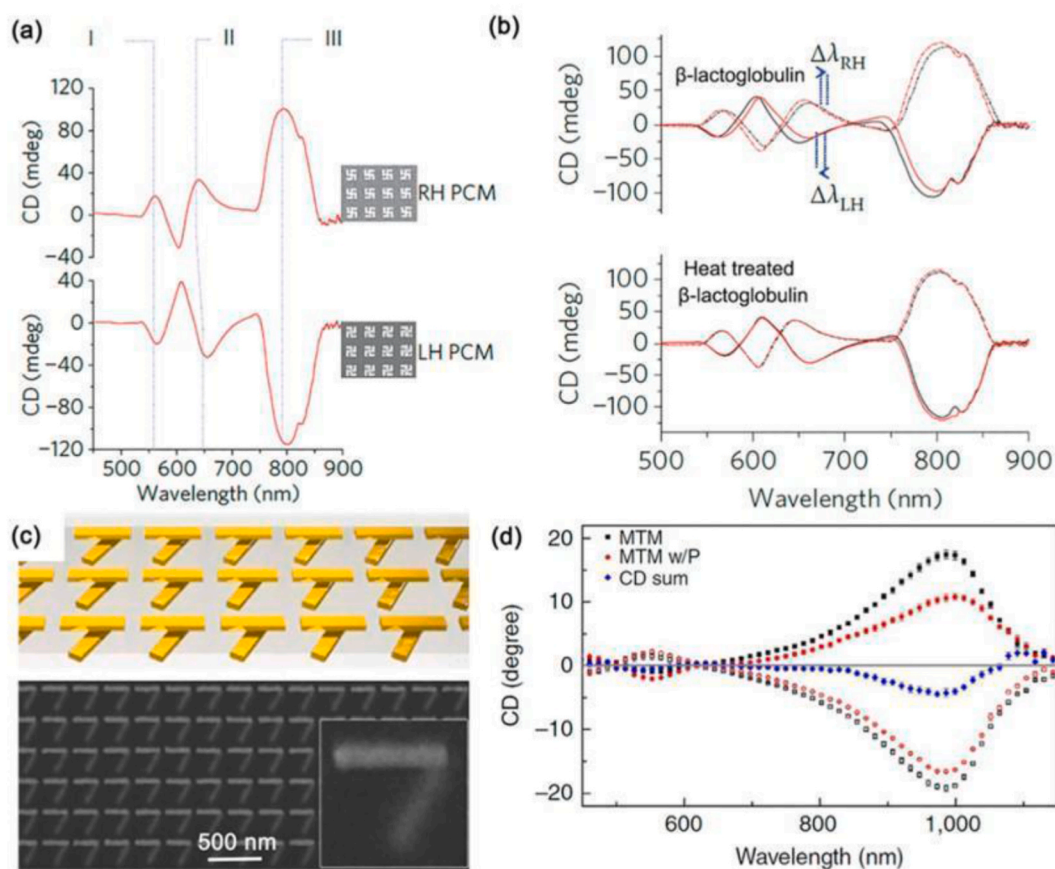 (a)
I
II
III
120
80
40
0
−40
CD (mdeg)
RH PCM
40
0
−40
−80
−120
CD (mdeg)
LH PCM
500 600 700 800 900
Wavelength (nm)
(b)
100
50
0
−50
−100
CD (mdeg)
β-lactoglobulin
ΔλRH
ΔλLH
100
50
0
−50
−100
CD (mdeg)
Heat treated
β-lactoglobulin
500 600 700 800 900
Wavelength (nm)
(c)
500 nm
(d)
20
10
0
−10
−20
CD (degree)
MTM
MTM w/P
CD sum
600 800 1,000
Wavelength (nm)